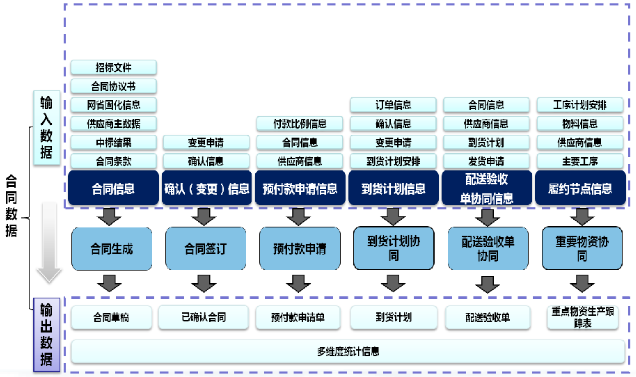 合同数据
输入数据
招标文件
合同协议书
网省固化信息
供应商主数据
中标结果
合同条款
合同信息
变更申请
确认信息
确认（变更）信息
付款比例信息
合同信息
供应商信息
预付款申请信息
订单信息
确认信息
变更申请
到货计划安排
到货计划信息
合同信息
供应商信息
到货计划
发货申请
配送验收
单协同信息
工序计划安排
物料信息
供应商信息
主要工序
履约节点信息
合同生成
合同签订
预付款申请
到货计划协
同
配送验收单
协同
重要物资协
同
输出数据
合同草稿
已确认合同
预付款申请单
到货计划
配送验收单
重点物资生产跟
踪表
多维度统计信息